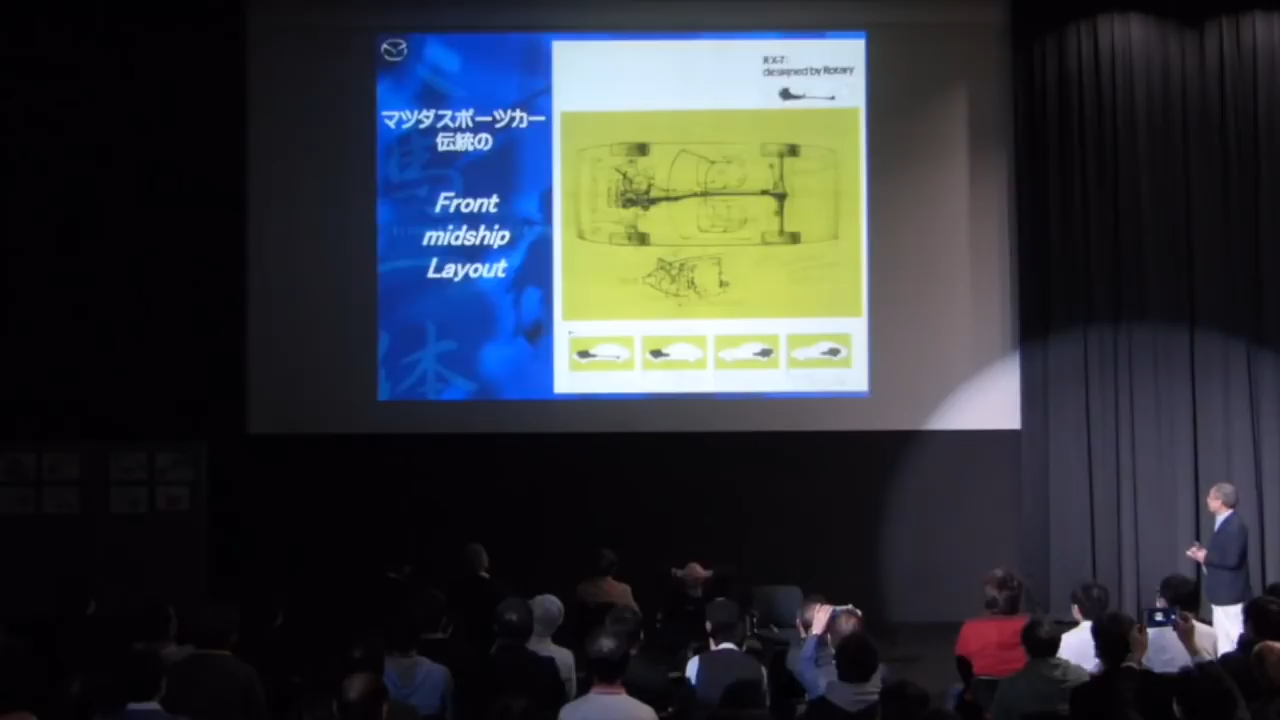 マツダスポーツカー
伝統の
Front
midship
Layout
RX-7:
designed by Rotary